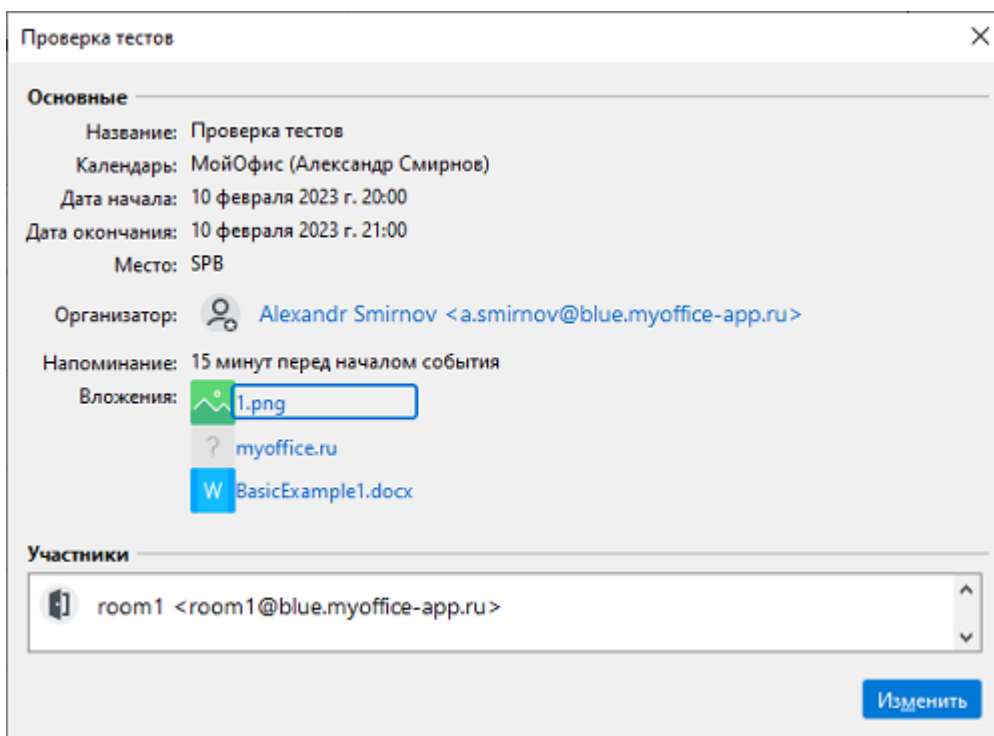 Проверка тестов
Основные
Название: Проверка тестов
Календарь: МойОфис (Александр Смирнов)
Дата начала: 10 февраля 2023 г. 20:00
Дата окончания: 10 февраля 2023 г. 21:00
Место: SPB
Организатор: Alexandr Smirnov <a.smirnov@blue.myoffice-app.ru>
Напоминание: 15 минут перед началом события
Вложения: 1.png
? myoffice.ru
W BasicExample1.docx
Участники
room1 <room1@blue.myoffice-app.ru>
Изменить